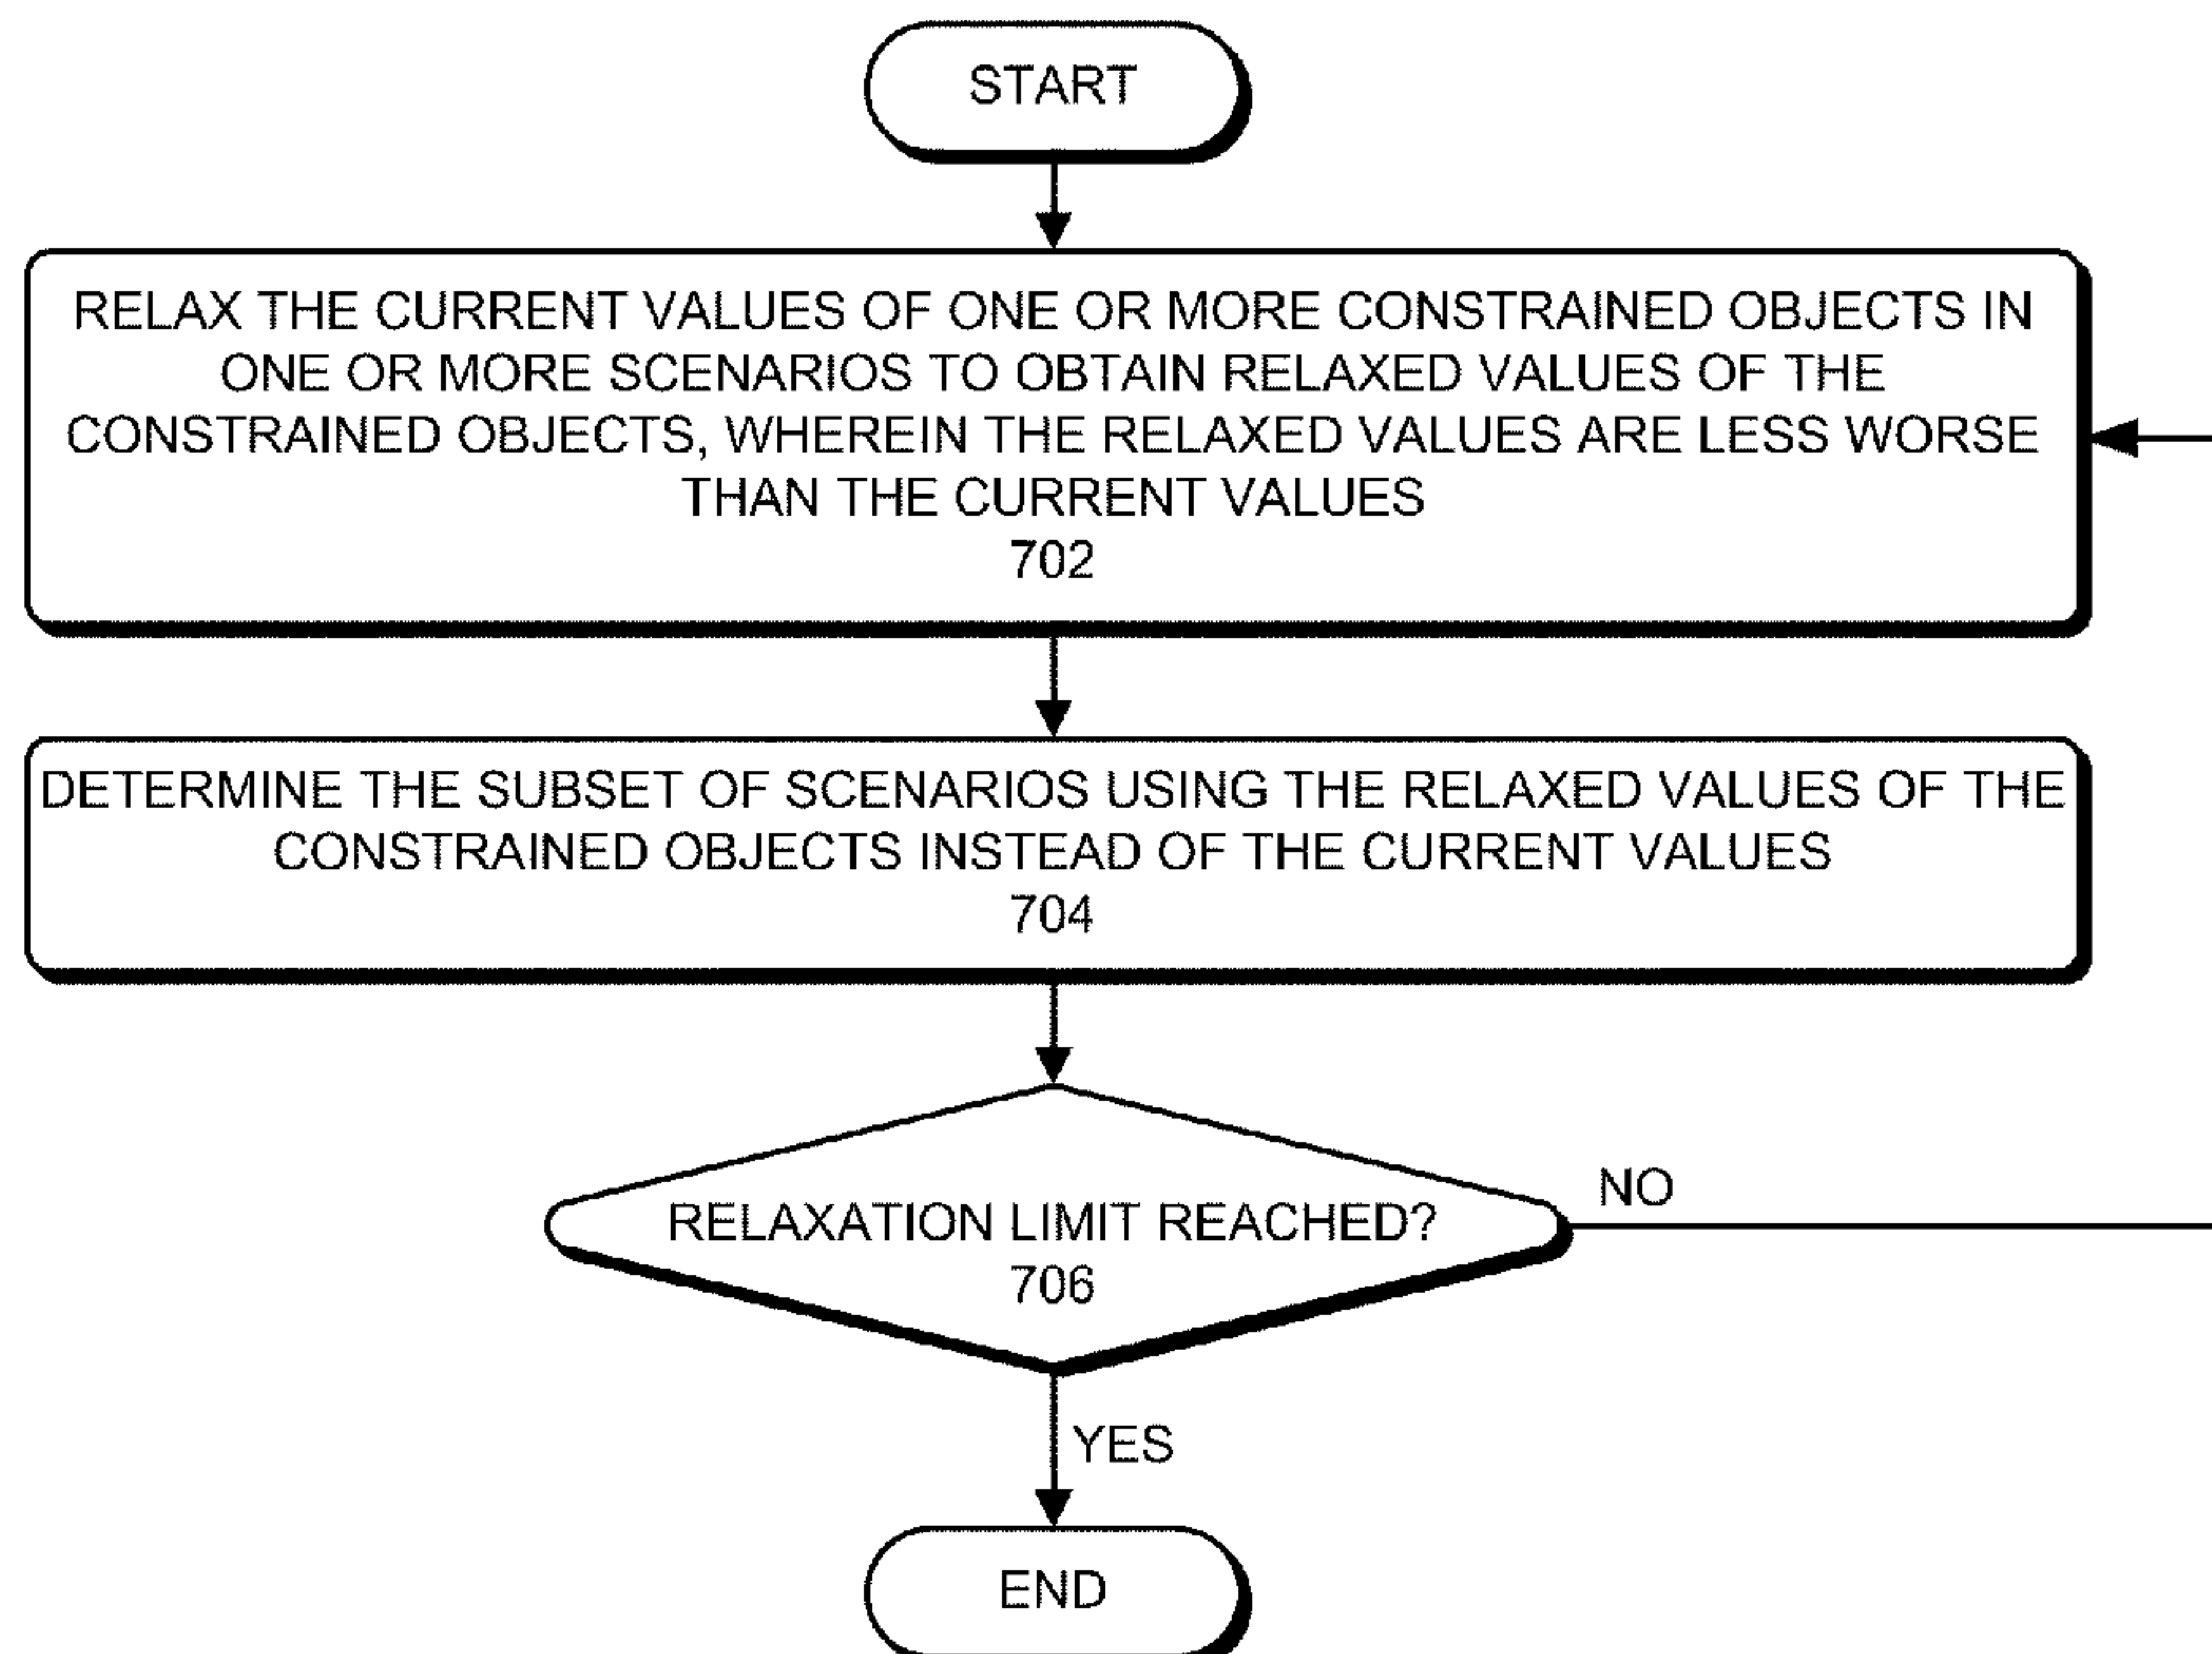 START
RELAX THE CURRENT VALUES OF ONE OR MORE CONSTRAINED OBJECTS IN
ONE OR MORE SCENARIOS TO OBTAIN RELAXED VALUES OF THE
CONSTRAINED OBJECTS, WHEREIN THE RELAXED VALUES ARE LESS WORSE
THAN THE CURRENT VALUES
702
DETERMINE THE SUBSET OF SCENARIOS USING THE RELAXED VALUES OF THE
CONSTRAINED OBJECTS INSTEAD OF THE CURRENT VALUES
704
NO
RELAXATION LIMIT REACHED?
706
YES
END